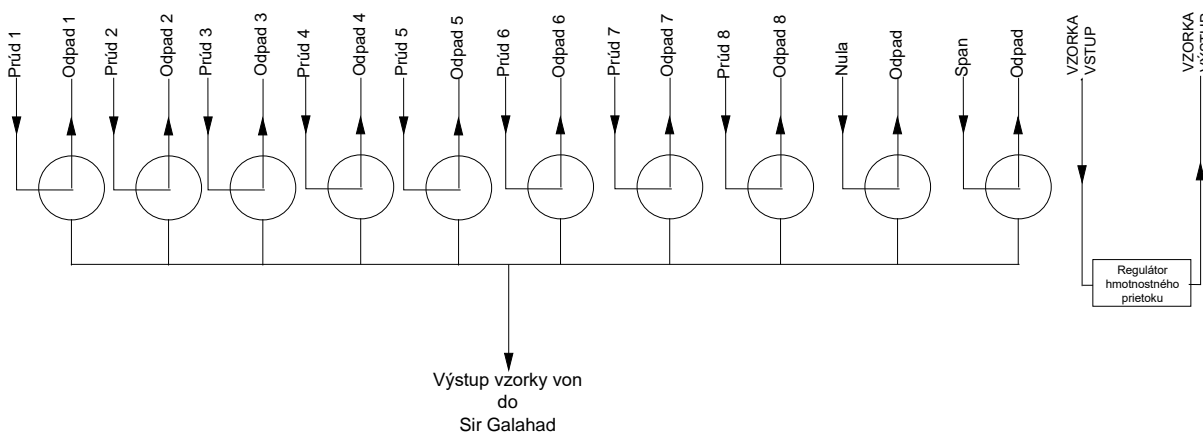 Prúd 1
Odpad 1
Prúd 2
Odpad 2
Prúd 3
Odpad 3
Prúd 4
Odpad 4
Prúd 5
Odpad 5
Prúd 6
Odpad 6
Prúd 7
Odpad 7
Prúd 8
Odpad 8
Nula
Odpad
Span
Odpad
VZORKA
VSTUP
VZORKA
VÝSTUP
Regulátor
hmotnostného
prietoku
Výstup vzorky von
do
Sir Galahad